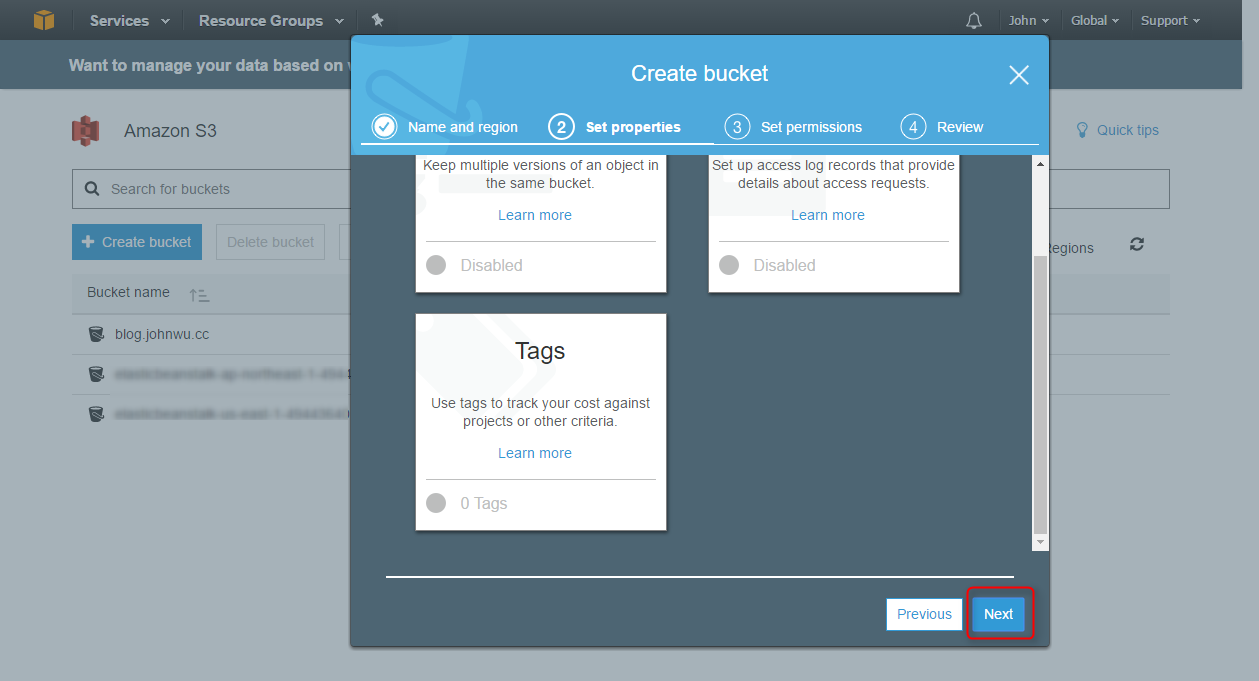 Services
Resource Groups
John
Global
Support
Want to manage your data based on
Create bucket
Name and region
2 Set properties
3 Set permissions
4 Review
Amazon S3
Quick tips
Search for buckets
Keep multiple versions of an object in
the same bucket.
Learn more
Disabled
Set up access log records that provide
details about access requests.
Learn more
Disabled
Create bucket
Delete bucket
Regions
Bucket name
blog.johnwu.cc
Tags
Use tags to track your cost against
projects or other criteria.
Learn more
0 Tags
Previous
Next